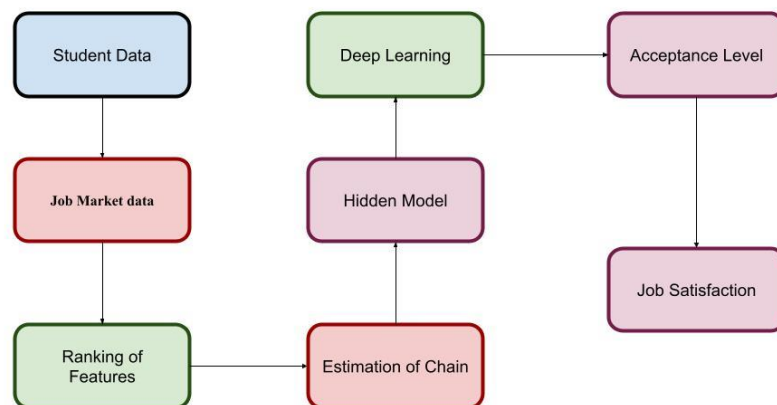 Student Data
Job Market data
Ranking of
Features
Estimation of Chain
Hidden Model
Deep Learning
Acceptance Level
Job Satisfaction